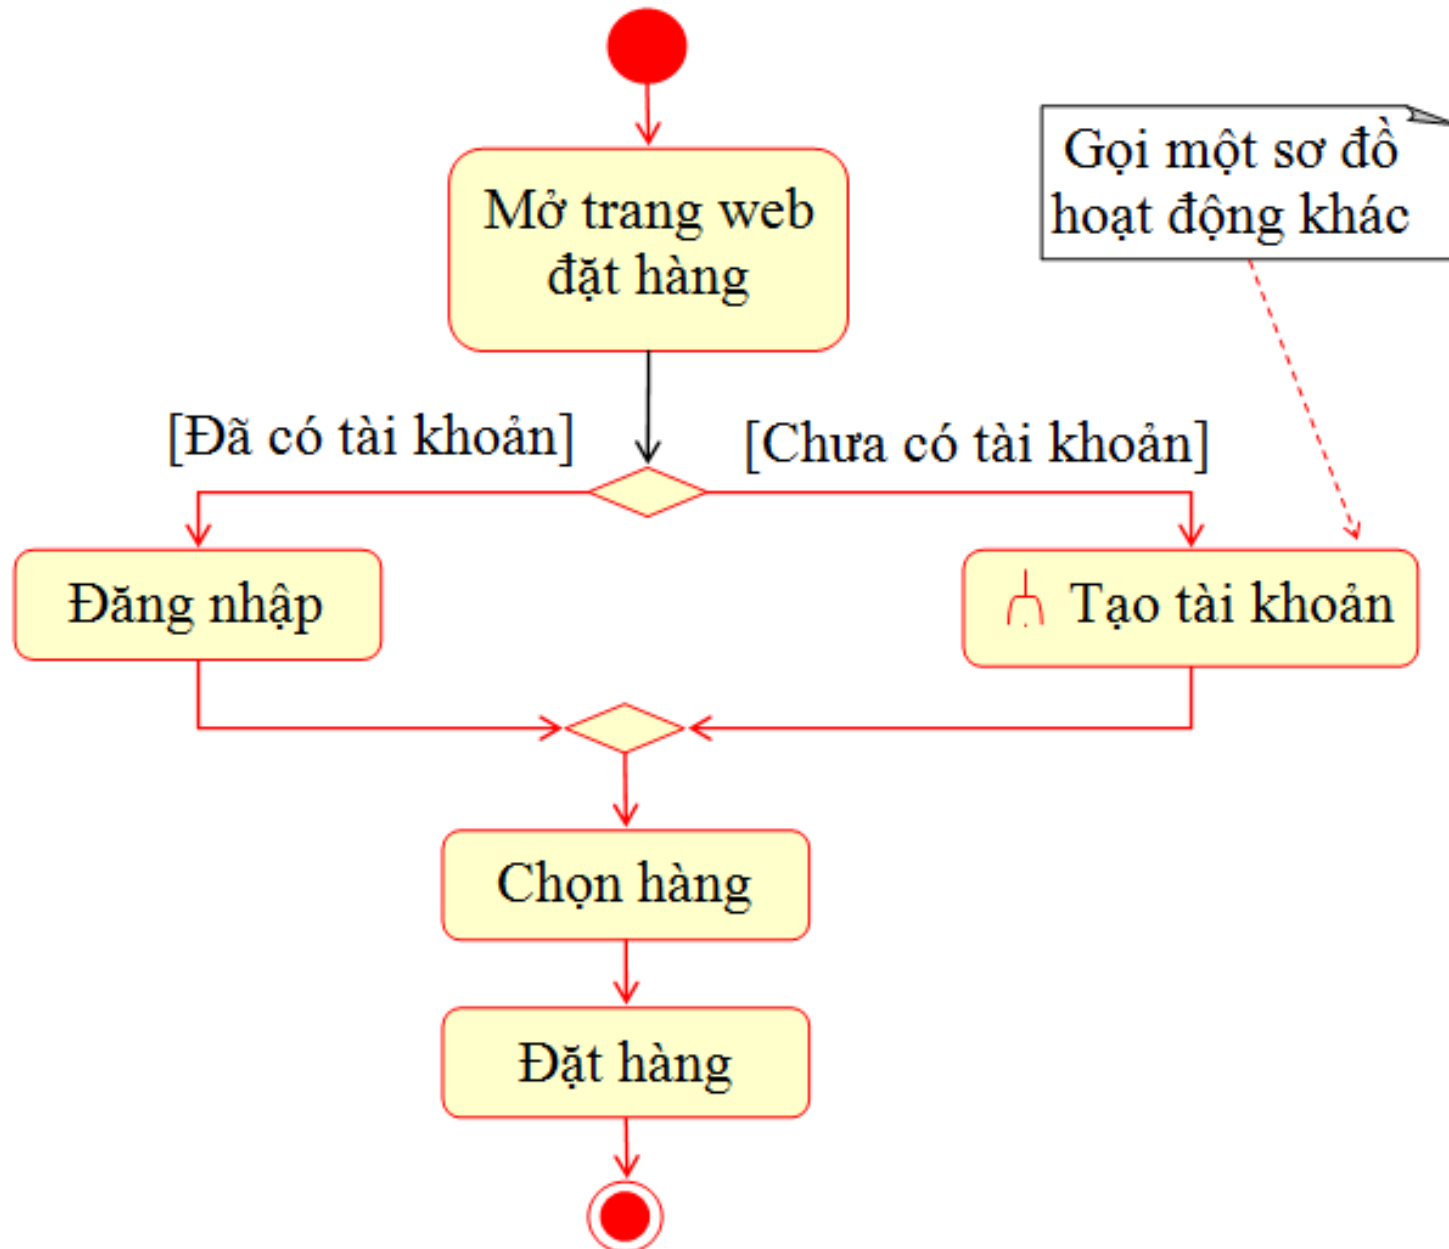 Mở trang web
đặt hàng
Gọi một sơ đồ
hoạt động khác
[Đã có tài khoản]
[Chưa có tài khoản]
Đăng nhập
Tạo tài khoản
Chọn hàng
Đặt hàng